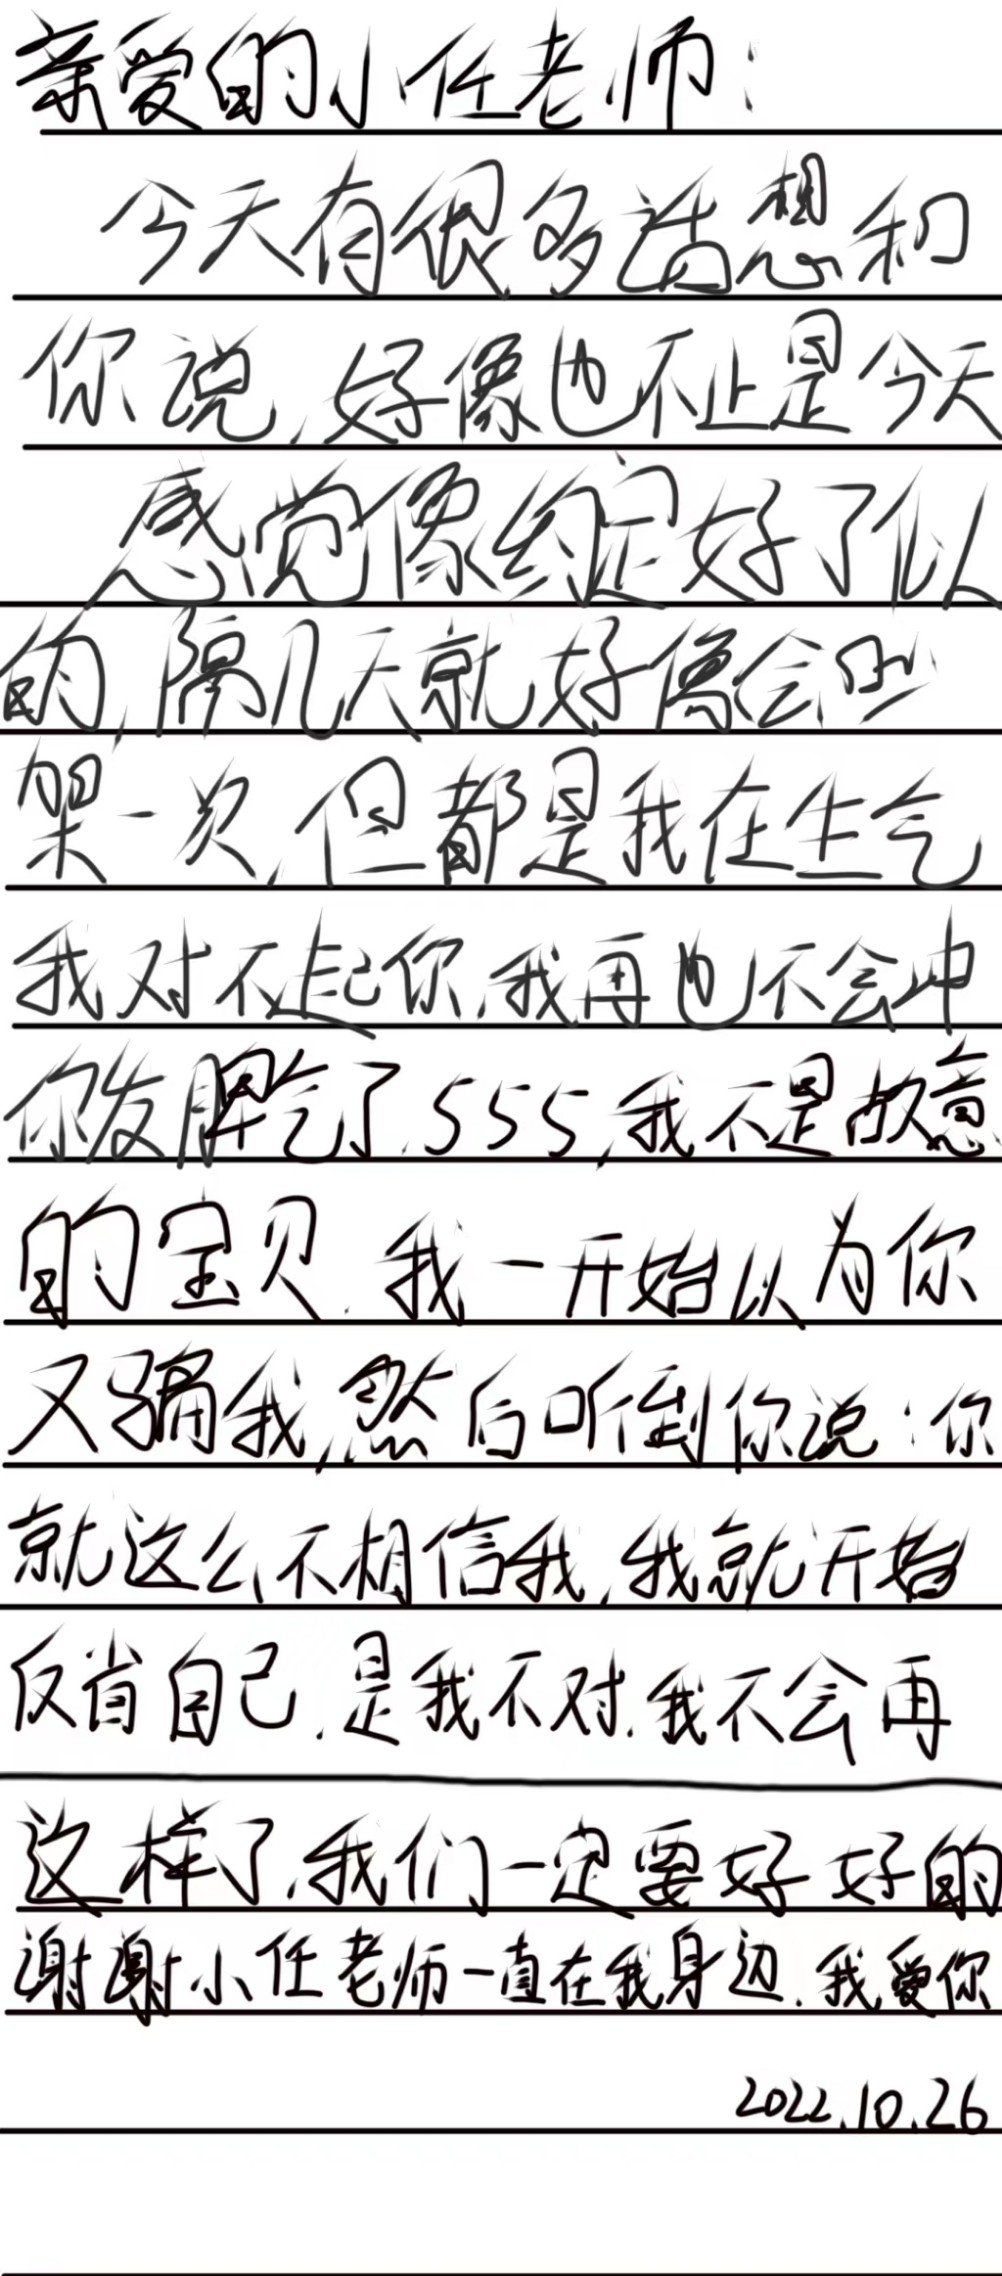 亲爱的小任老师：
今天有很多话想和
你说,好像也不止是今天
感觉像约定好了似
的,隔几天就好像会吵
架一次,但都是我在生气
我对不起你.我再也不会冲
你发脾气了.555,我不是故意
的宝贝.我一开始以为你
又骗我,然后听到你说：你
就这么不相信我,我就开始
反省自己.是我不对.我不会再
这样了.我们一定要好好的
谢谢小任老师一直在我身边.我爱你
2022.10.26